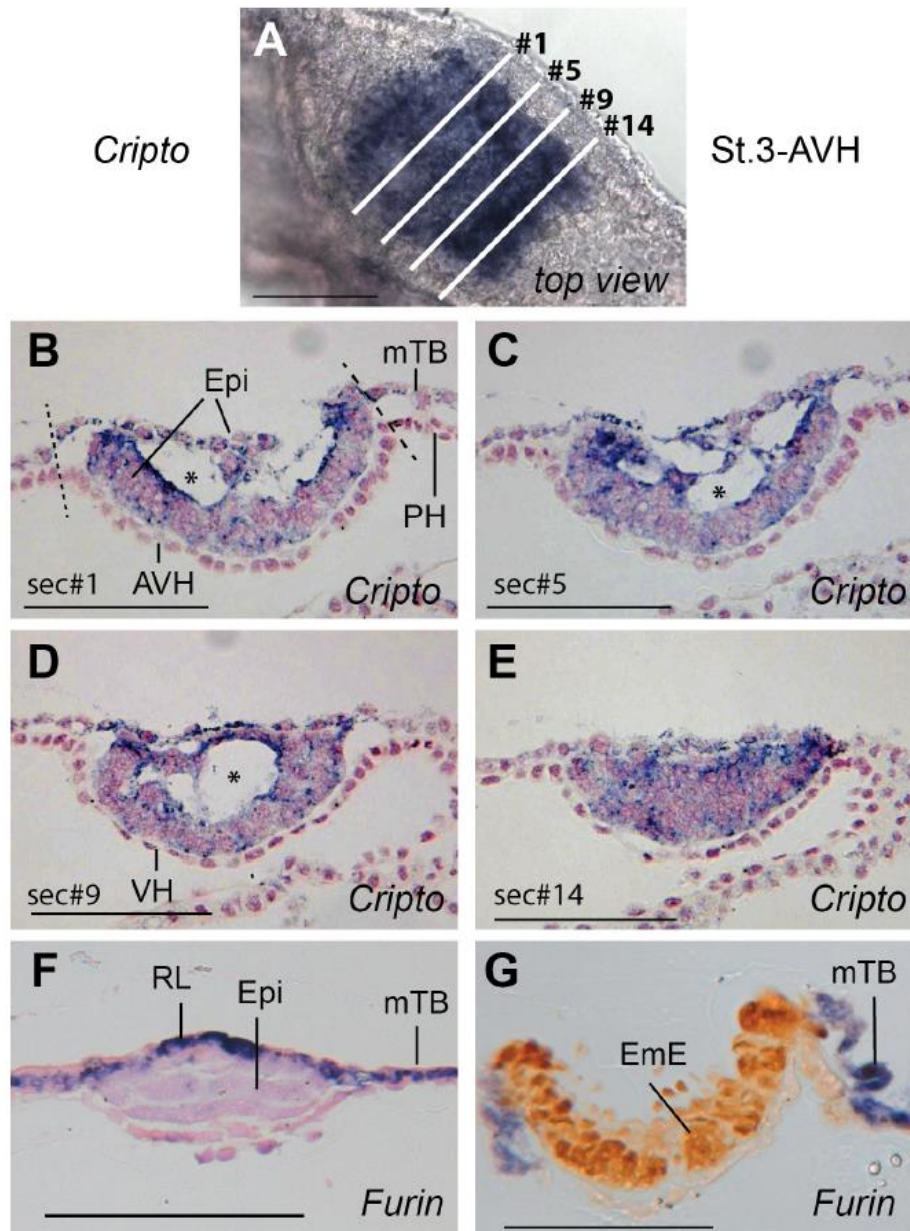 A
#1
#5
#9
#14
Cripto
St.3-AVH
top view
B
Epi
mTB
*
PH
sec#1
AVH
Cripto
C
*
sec#5
Cripto
D
*
sec#9
VH
Cripto
E
sec#14
Cripto
F
RL
Epi
mTB
Furin
G
mTB
EmE
Furin